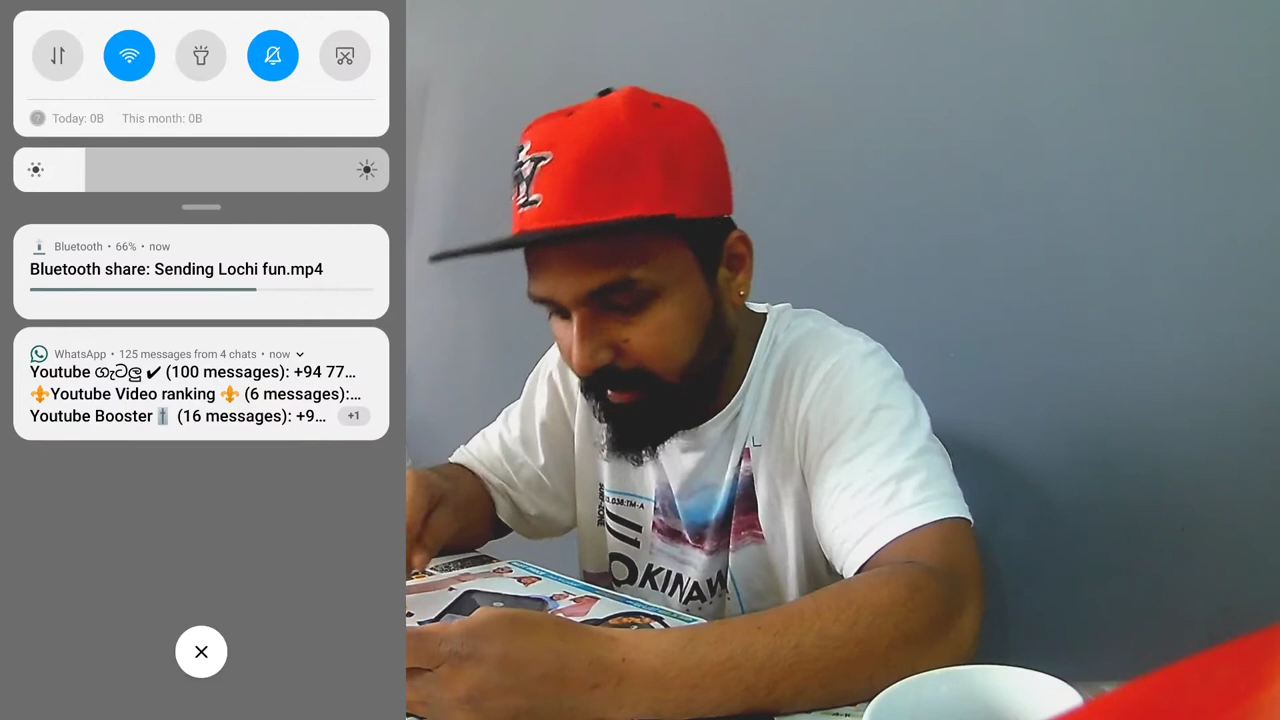 Today: 0B This month: 0B
Bluetooth • 66% • now
Bluetooth share: Sending Lochi fun.mp4
WhatsApp • 125 messages from 4 chats • now
Youtube ගැටලු ✔ (100 messages): +94 77...
⚜Youtube Video ranking ⚜ (6 messages):...
Youtube Booster (16 messages): +9...
+1
L
SURF-ZONE
OKINAW